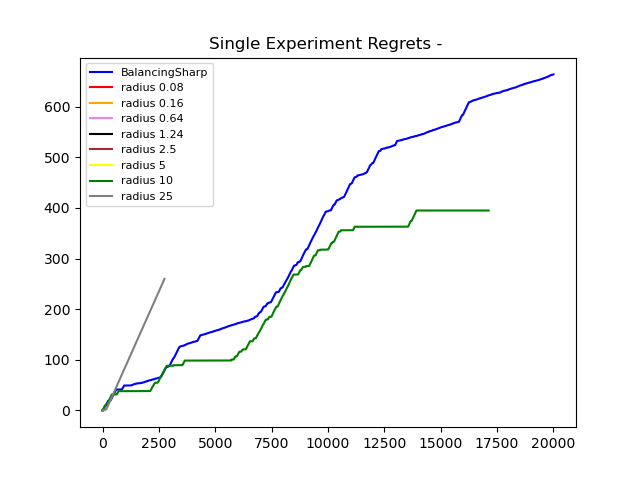 Single Experiment Regrets -
BalancingSharp
radius 0.08
radius 0.16
radius 0.64
radius 1.24
radius 2.5
radius 5
radius 10
radius 25
600
500
400
300
200
100
0
0 2500 5000 7500 10000 12500 15000 17500 20000